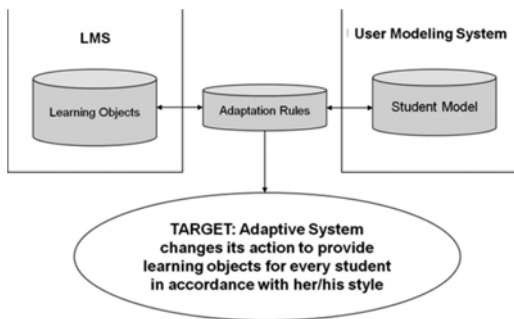 LMS
User Modeling System
Learning Objects
Adaptation Rules
Student Model
TARGET: Adaptive System
changes its action to provide
learning objects for every student
in accordance with her/his style